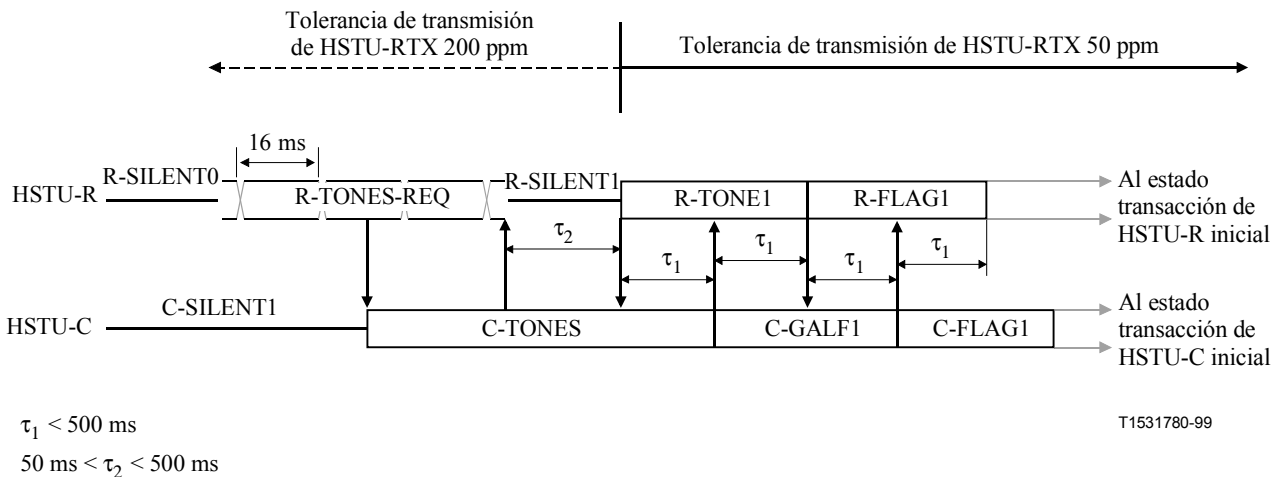 Tolerancia de transmisión
de HSTU-RTX 200 ppm
Tolerancia de transmisión de HSTU-RTX 50 ppm
16 ms
HSTU-R
R-SILENT0
R-TONES-REQ
R-SILENT1
R-TONE1
R-FLAG1
Al estado
transacción de
HSTU-R inicial
τ2
τ1
τ1
τ1
τ1
HSTU-C
C-SILENT1
C-TONES
C-GALF1
C-FLAG1
Al estado
transacción de
HSTU-C inicial
τ1 < 500 ms
50 ms < τ2 < 500 ms
T1531780-99